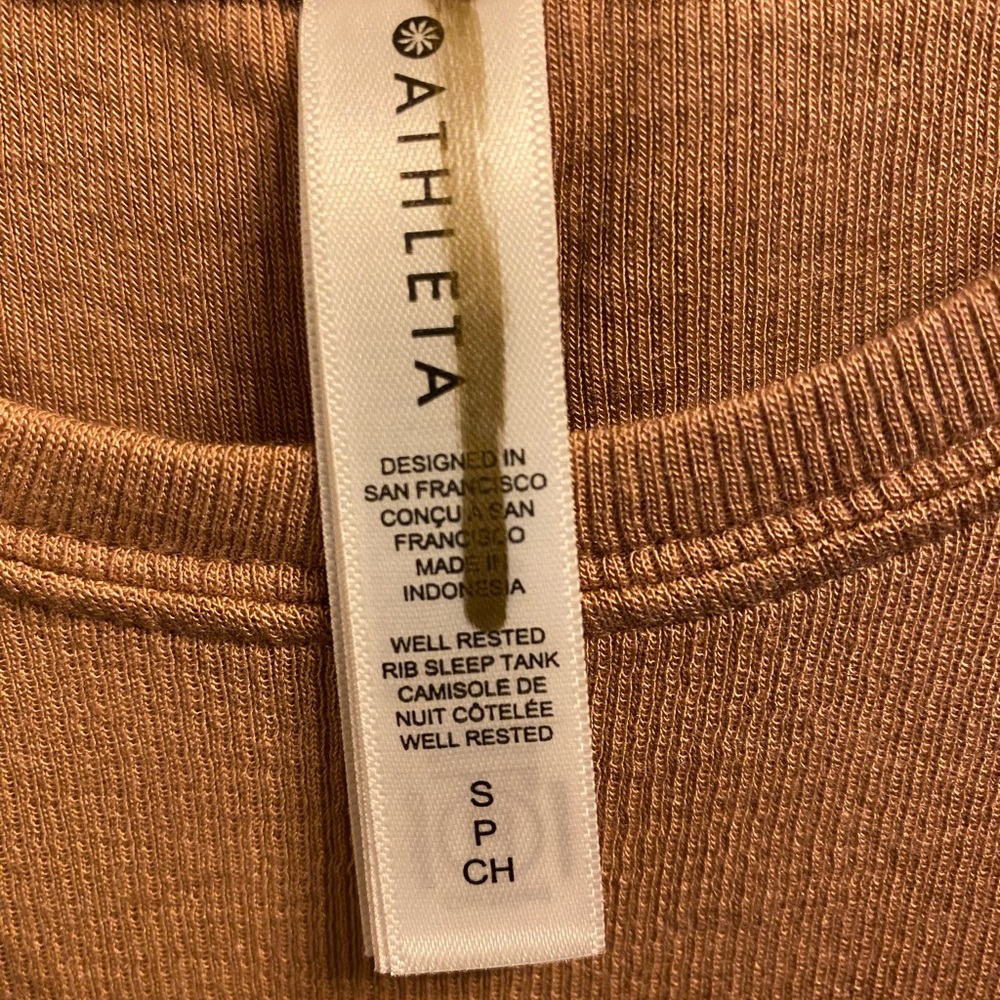 ATHLETA
DESIGNED IN
SAN FRANCISCO
CONÇU À SAN
FRANCISCO
MADE IN
INDONESIA
WELL RESTED
RIB SLEEP TANK
CAMISOLE DE
NUIT CÔTELÉE
WELL RESTED
S
P
CH